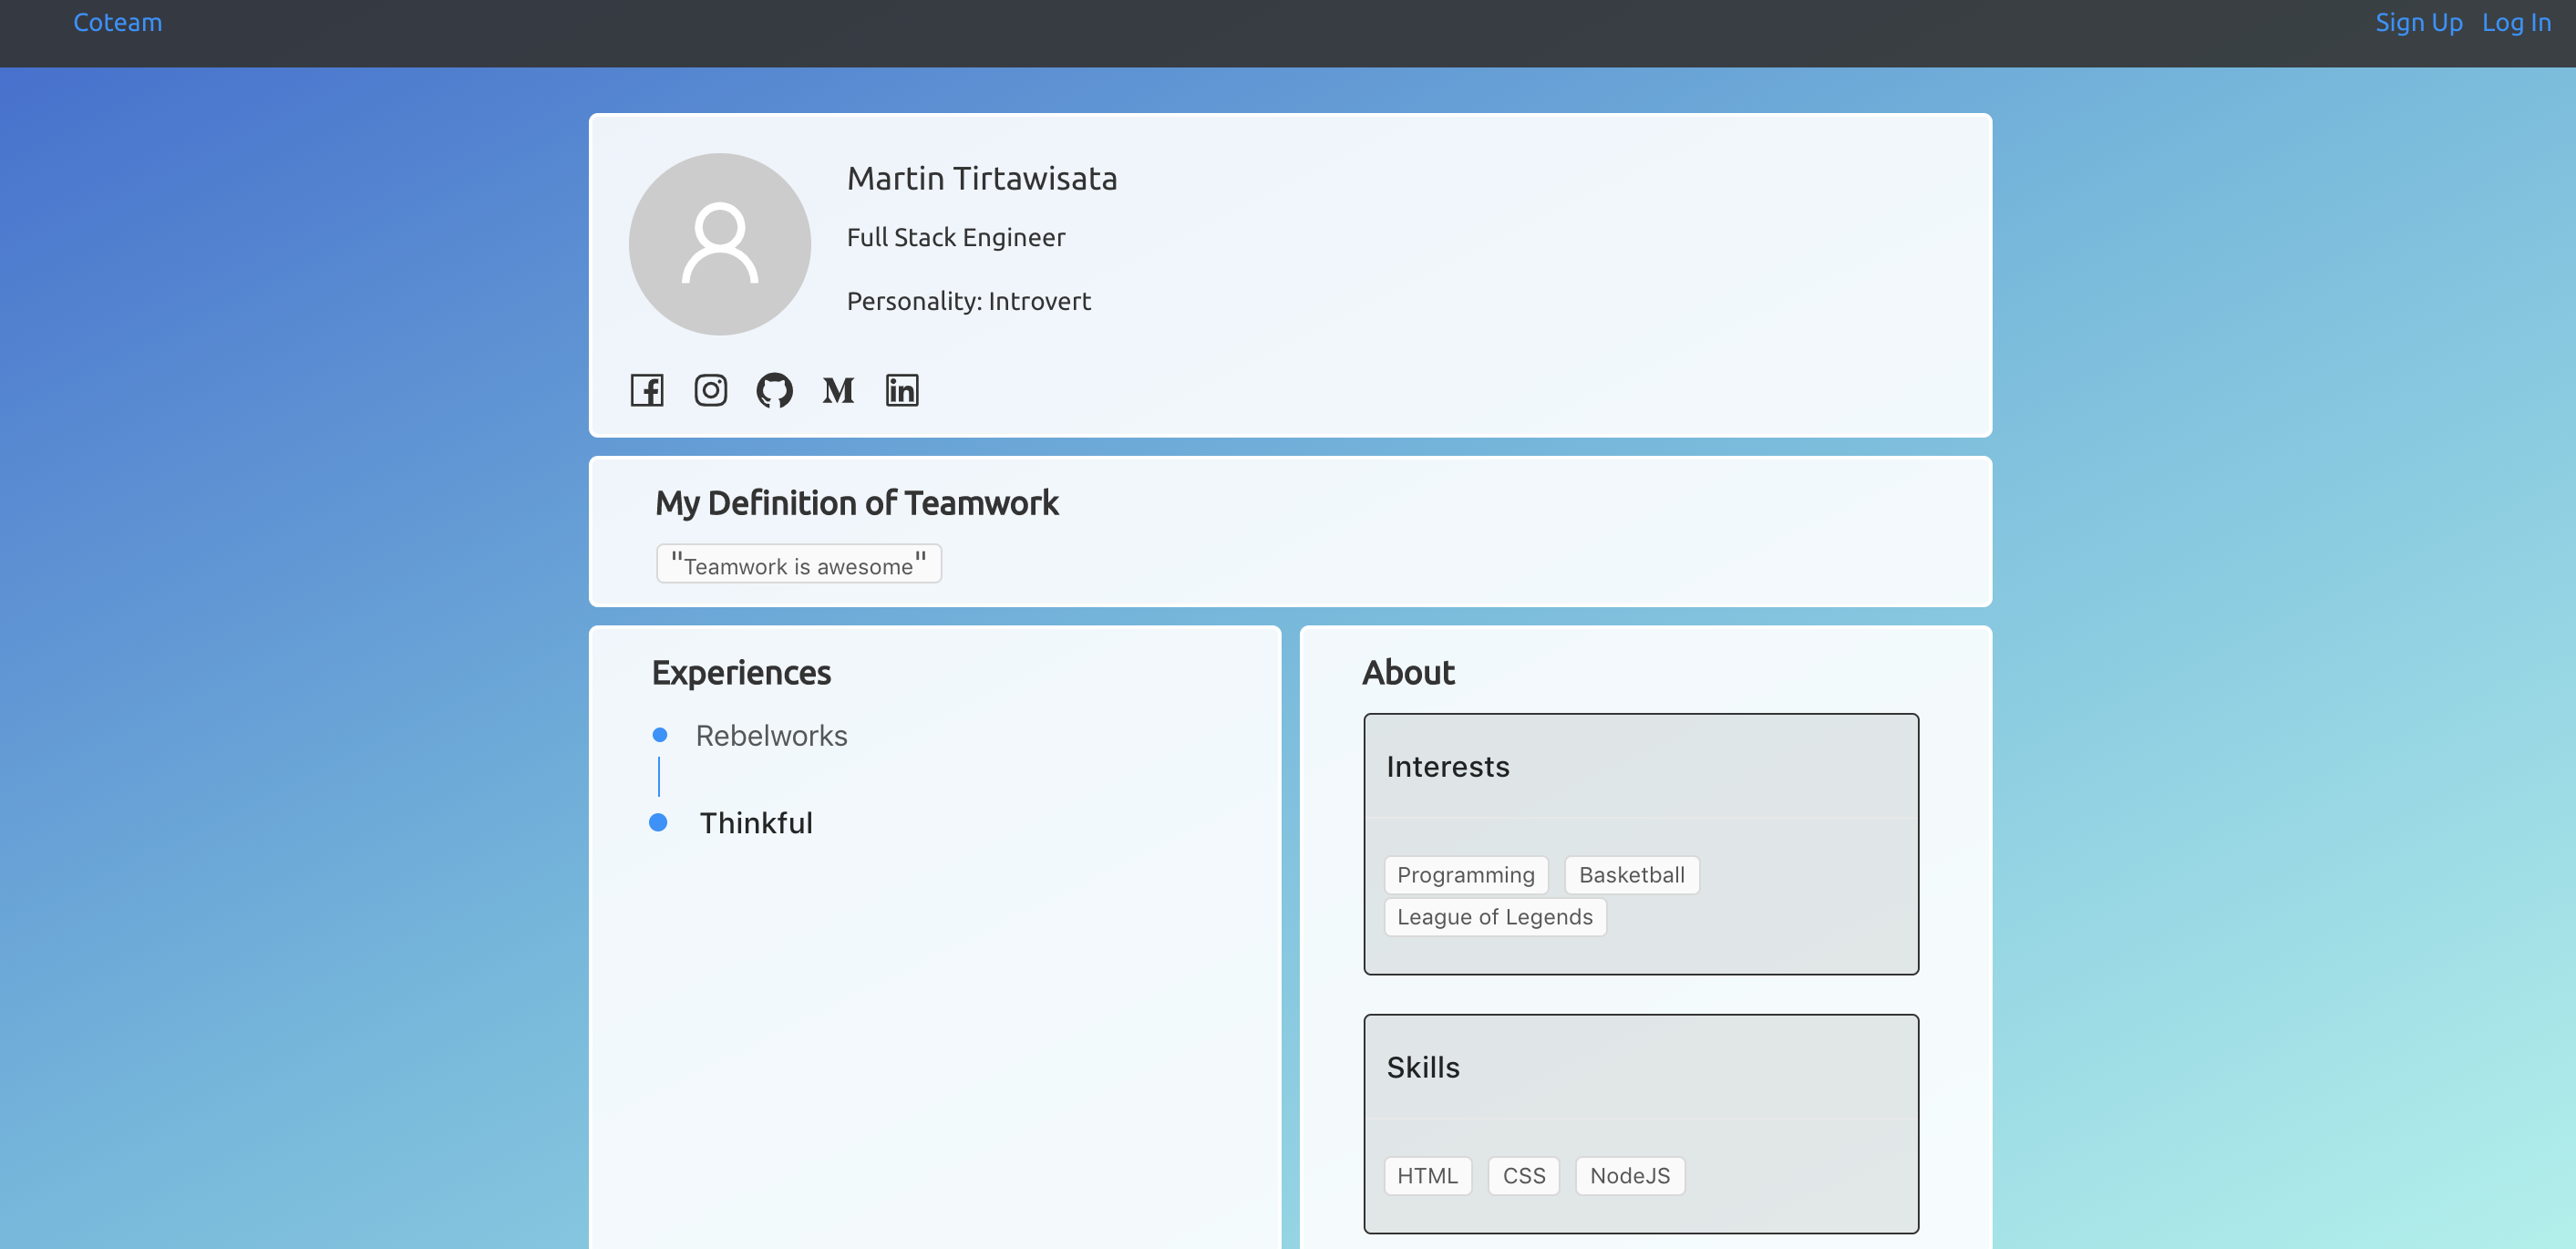 Coteam Sign Up Log In
Martin Tirtawisata
Full Stack Engineer
Personality: Introvert
My Definition of Teamwork
"Teamwork is awesome"
Experiences
Rebelworks
Thinkful
About
Interests
Programming Basketball
League of Legends
Skills
HTML CSS NodeJS